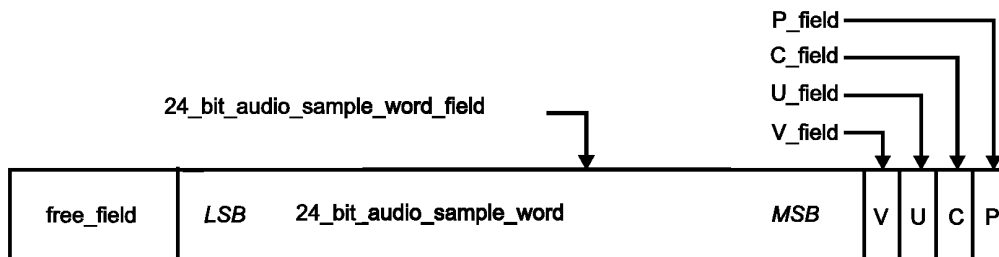 P_field
C_field
U_field
24_bit_audio_sample_word_field
V_field
free_field LSB 24_bit_audio_sample_word MSB V U C P